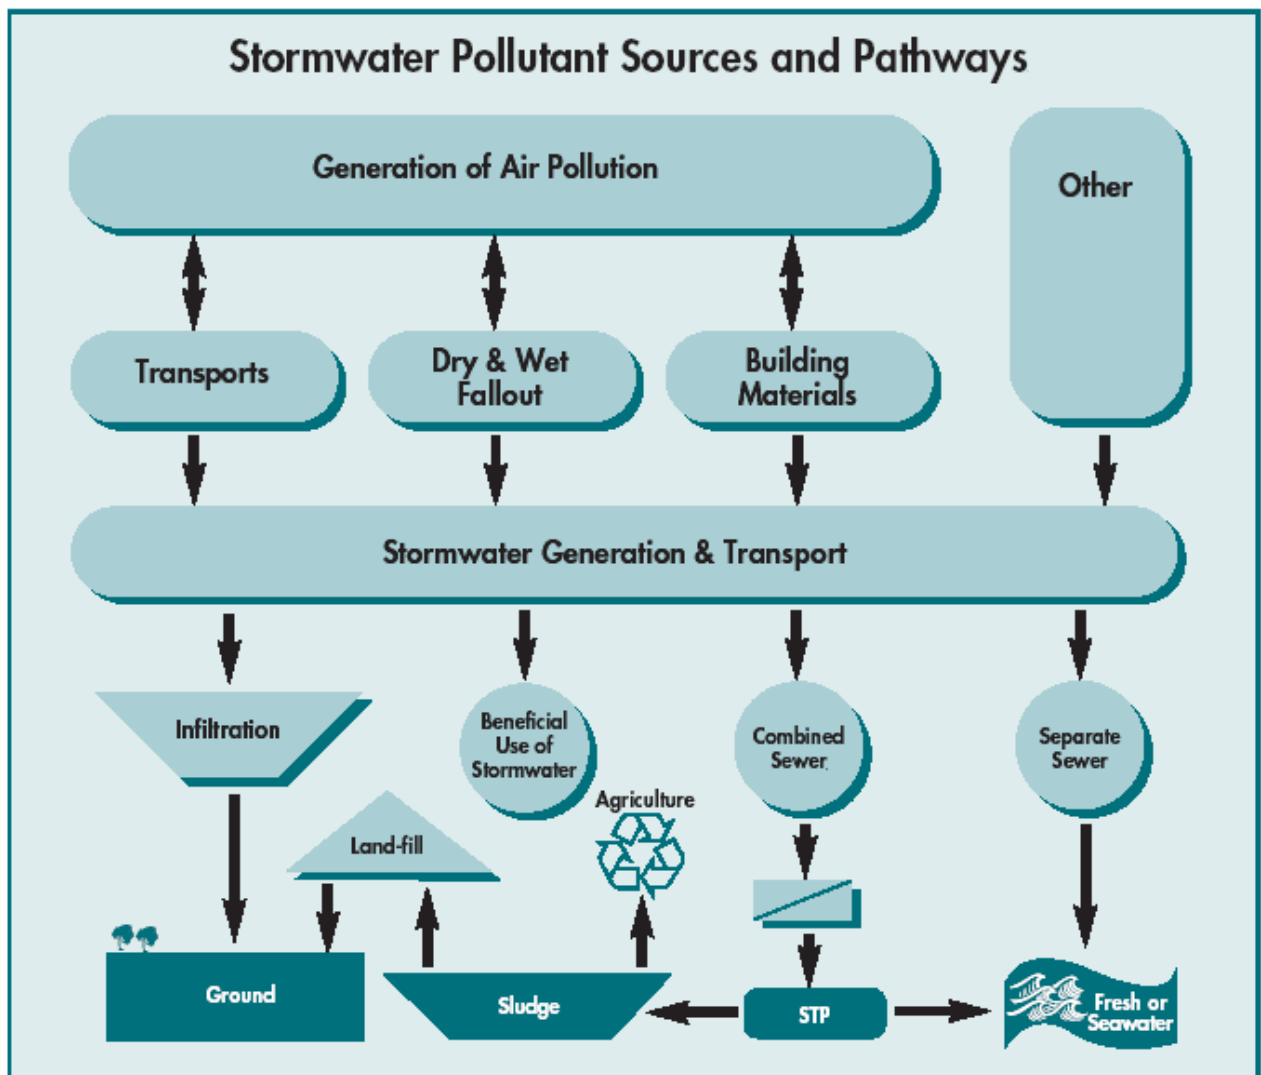 Stormwater Pollutant Sources and Pathways
Generation of Air Pollution
Other
Transports
Dry & Wet
Fallout
Building
Materials
Stormwater Generation & Transport
Infiltration
Beneficial
Use of
Stormwater
Combined
Sewer
Separate
Sewer
Agriculture
Land-fill
Ground
Sludge
STP
Fresh or
Seawater